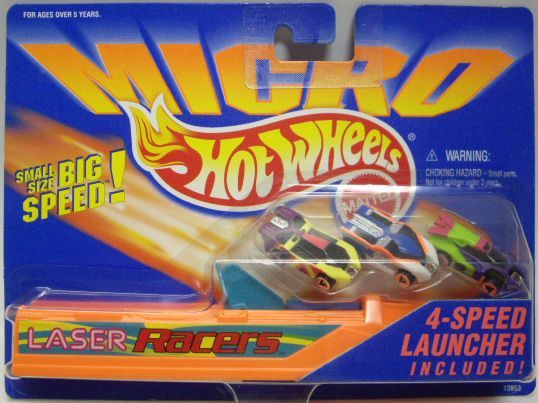 FOR AGES OVER 5 YEARS.
MICRO
Hot Wheels®
SMALL
SIZE BIG
SPEED!
⚠ WARNING:
CHOKING HAZARD - Small parts.
Not for children under 3 years.
MATTEL
LASER Racers™
4-SPEED
LAUNCHER
INCLUDED!
13853